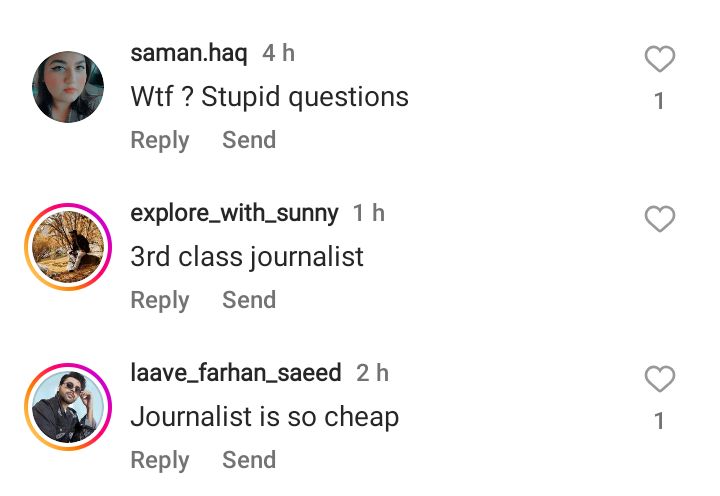 saman.haq 4 h
Wtf ? Stupid questions
1
Reply Send
explore_with_sunny 1 h
3rd class journalist
Reply Send
laave_farhan_saeed 2 h
Journalist is so cheap
1
Reply Send